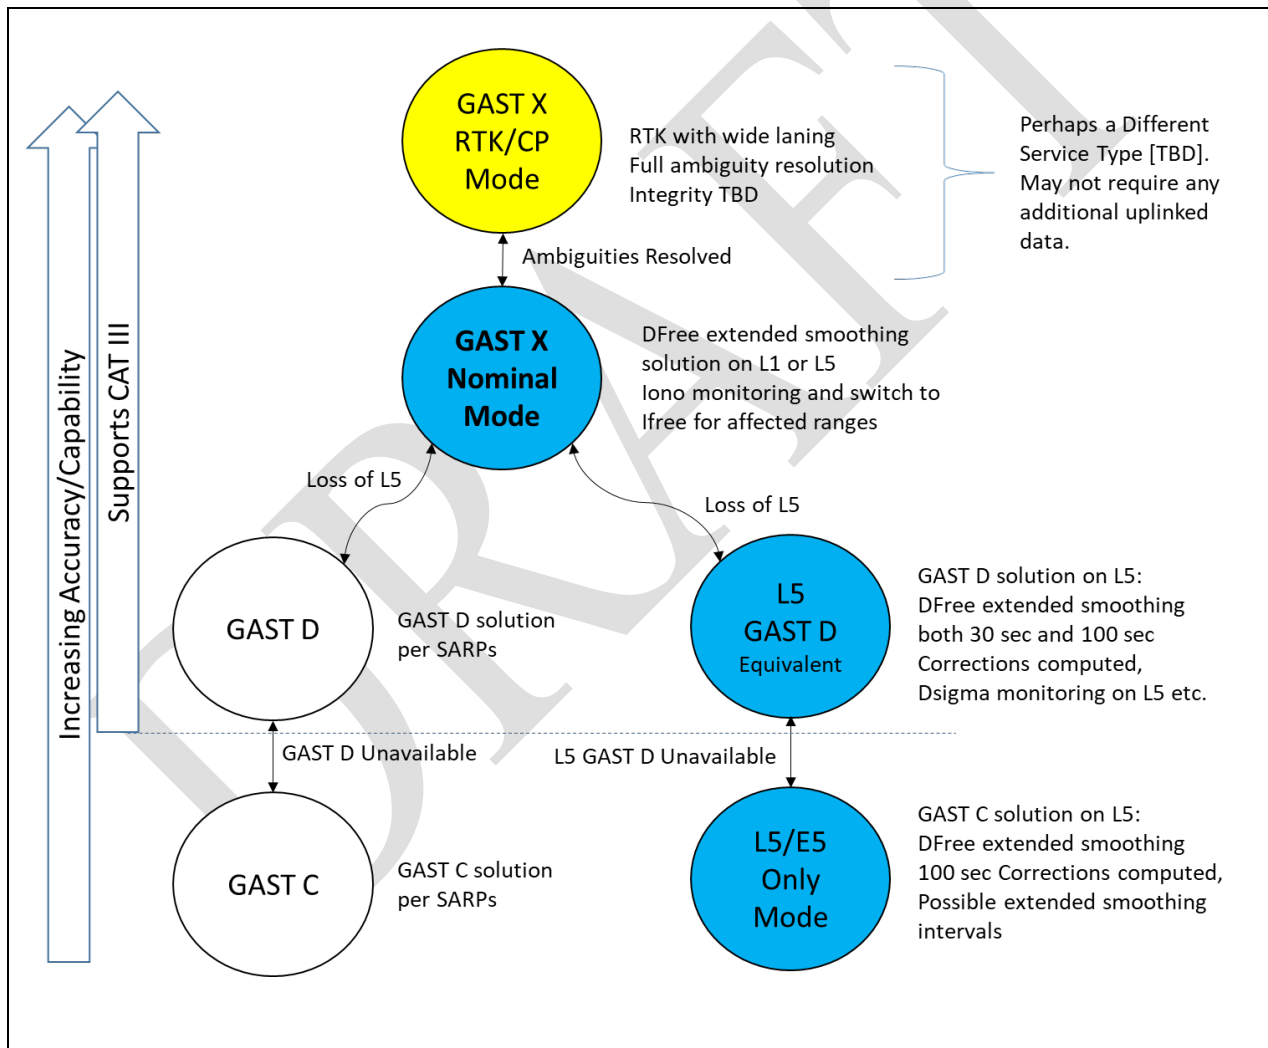 GAST X
RTK/CP
Mode
RTK with wide laning
Full ambiguity resolution
Integrity TBD
Perhaps a Different
Service Type [TBD].
May not require any
additional uplinked
data.
Ambiguities Resolved
GAST X
Nominal
Mode
DFree extended smoothing
solution on L1 or L5
Iono monitoring and switch to
Ifree for affected ranges
Increasing Accuracy/Capability
Supports CAT III
Loss of L5
Loss of L5
GAST D
GAST D solution
per SARPs
L5
GAST D
Equivalent
GAST D solution on L5:
DFree extended smoothing
both 30 sec and 100 sec
Corrections computed,
Dsigma monitoring on L5 etc.
GAST D Unavailable
L5 GAST D Unavailable
GAST C
GAST C solution
per SARPs
L5/E5
Only
Mode
GAST C solution on L5:
DFree extended smoothing
100 sec Corrections computed,
Possible extended smoothing
intervals
DRAFT